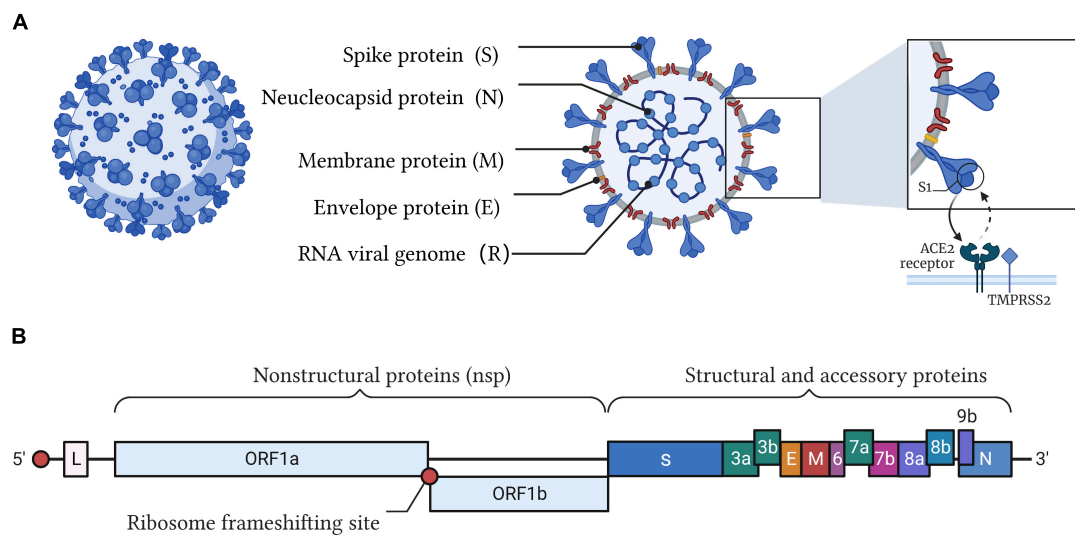 A
Spike protein (S)
Neucleocapsid protein (N)
Membrane protein (M)
Envelope protein (E)
RNA viral genome (R)
S1
ACE2
receptor
TMPRSS2
B
Nonstructural proteins (nsp)
Structural and accessory proteins
9b
5' L ORF1a S 3a 3b E M 6 7a 7b 8a 8b N 3'
ORF1b
Ribosome frameshifting site